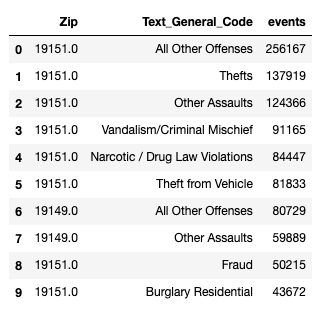 Zip Text_General_Code events
0 19151.0 All Other Offenses 256167
1 19151.0 Thefts 137919
2 19151.0 Other Assaults 124366
3 19151.0 Vandalism/Criminal Mischief 91165
4 19151.0 Narcotic / Drug Law Violations 84447
5 19151.0 Theft from Vehicle 81833
6 19149.0 All Other Offenses 80729
7 19149.0 Other Assaults 59889
8 19151.0 Fraud 50215
9 19151.0 Burglary Residential 43672